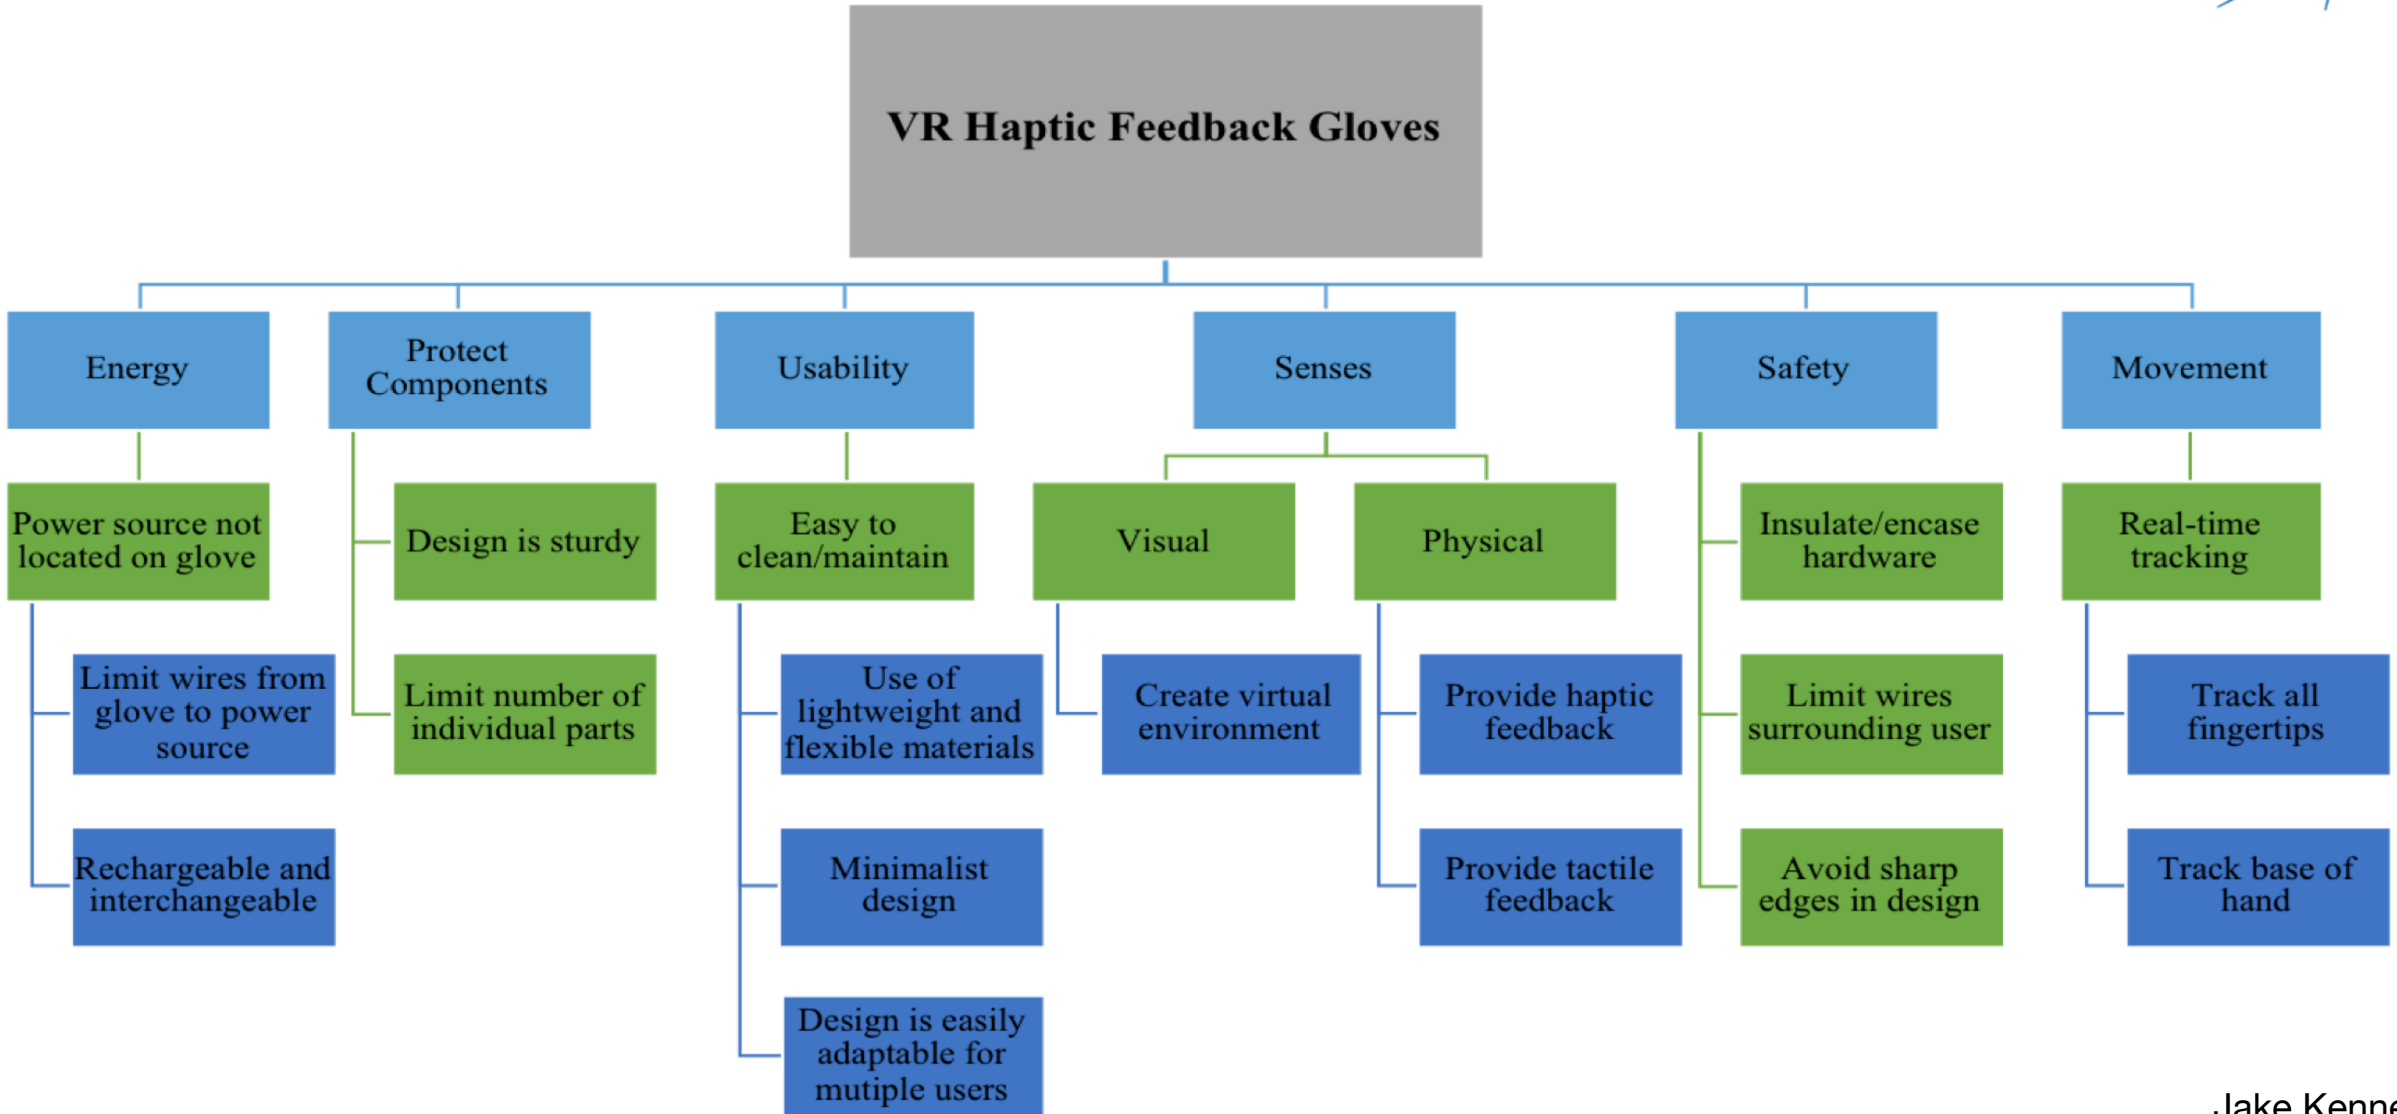 VR Haptic Feedback Gloves
Energy
Protect
Components
Usability
Senses
Safety
Movement
Power source not
located on glove
Design is sturdy
Easy to
clean/maintain
Visual
Physical
Insulate/encase
hardware
Real-time
tracking
Limit wires from
glove to power
source
Limit number of
individual parts
Use of
lightweight and
flexible materials
Create virtual
environment
Provide haptic
feedback
Limit wires
surrounding user
Track all
fingertips
Rechargeable and
interchangeable
Minimalist
design
Provide tactile
feedback
Avoid sharp
edges in design
Track base of
hand
Design is easily
adaptable for
mutiple users
Jake